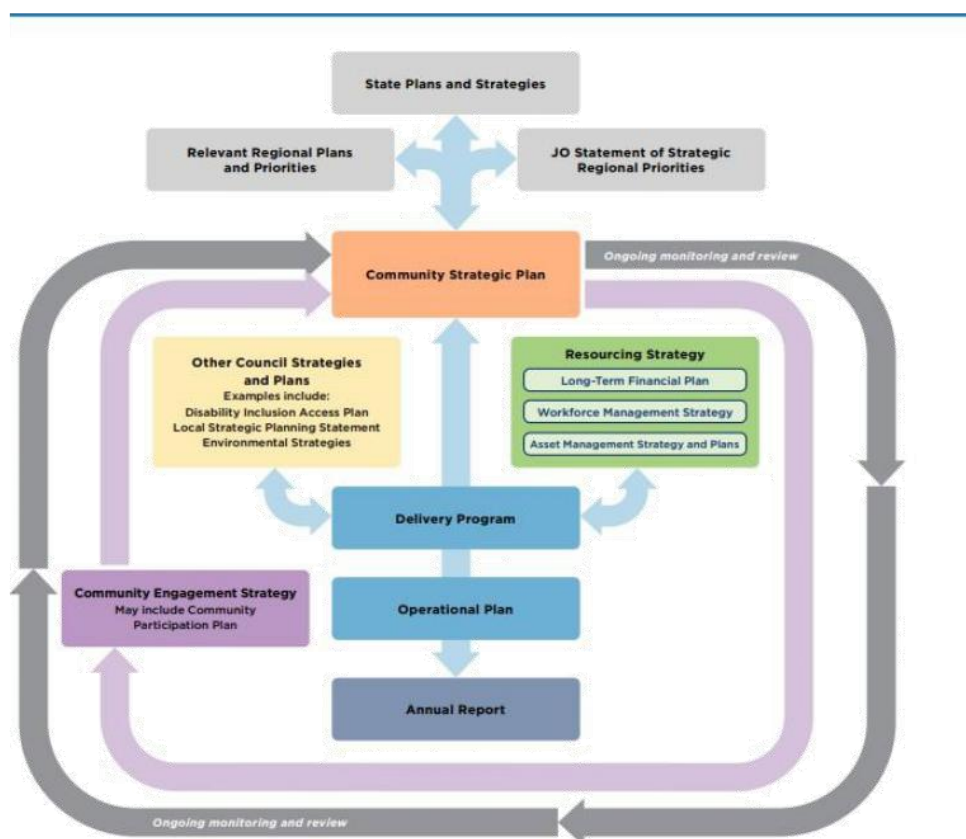 State Plans and Strategies
Relevant Regional Plans
and Priorities
JO Statement of Strategic
Regional Priorities
Community Strategic Plan
Ongoing monitoring and review
Other Council Strategies
and Plans
Examples include:
Disability Inclusion Access Plan
Local Strategic Planning Statement
Environmental Strategies
Resourcing Strategy
Long-Term Financial Plan
Workforce Management Strategy
Asset Management Strategy and Plans
Delivery Program
Community Engagement Strategy
May include Community
Participation Plan
Operational Plan
Annual Report
Ongoing monitoring and review